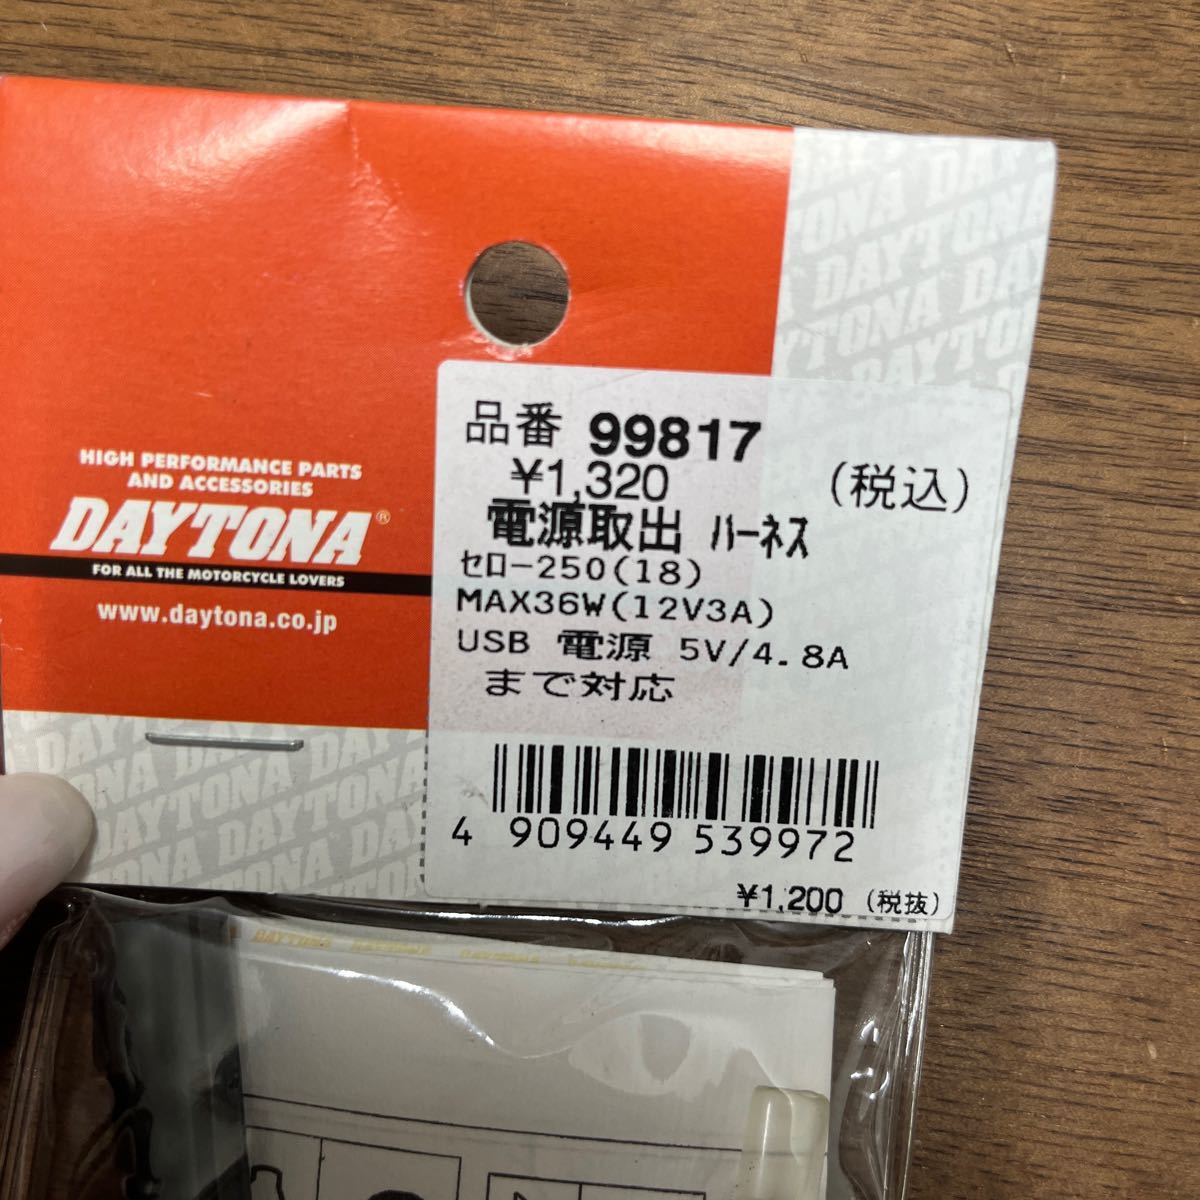 HIGH PERFORMANCE PARTS
AND ACCESSORIES
DAYTONA®
FOR ALL THE MOTORCYCLE LOVERS
www.daytona.co.jp
品番 99817
¥1,320 (税込)
電源取出 ﾊｰﾈｽ
ｾﾛｰ250(18)
MAX36W(12V3A)
USB 電源 5V/4.8A
まで対応
4 909449 539972
¥1,200 (税抜)